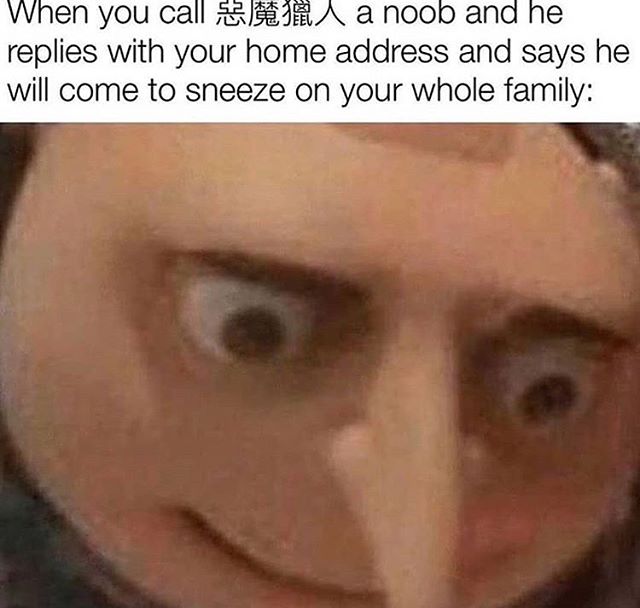 When you call 惡魔獵人 a noob and he
replies with your home address and says he
will come to sneeze on your whole family: